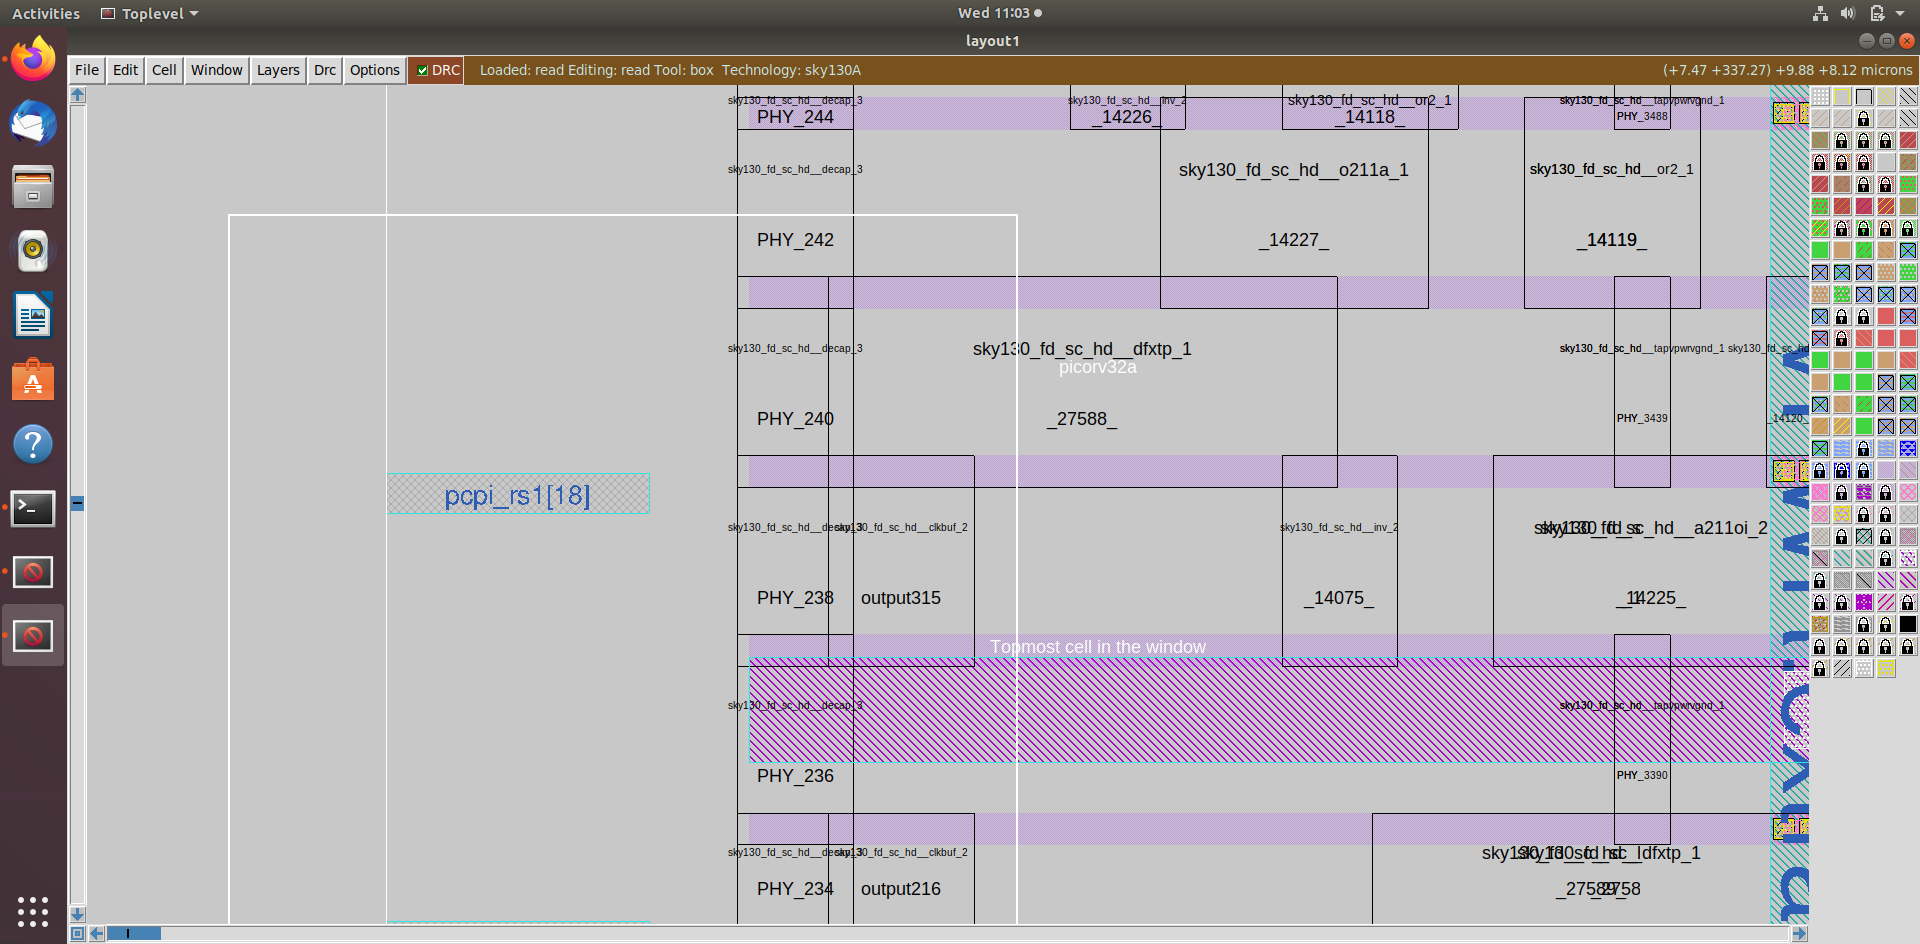 Activities
Toplevel
Wed 11:03
layout1
File Edit Cell Window Layers Drc Options DRC
Loaded: read Editing: read Tool: box Technology: sky130A
(+7.47 +337.27) +9.88 +8.12 microns
sky130_fd_sc_hd__decap_3
sky130_fd_sc_hd__inv_2
sky130_fd_sc_hd__or2_1
sky130_fd_sc_hd__tapvpwrvgnd_1
PHY_244
_14226_
_14118_
PHY_3488
sky130_fd_sc_hd__decap_3
sky130_fd_sc_hd__o211a_1
sky130_fd_sc_hd__or2_1
PHY_242
_14227_
_14119_
sky130_fd_sc_hd__decap_3
sky130_fd_sc_hd__dfxtp_1
sky130_fd_sc_hd__tapvpwrvgnd_1
picorv32a
PHY_240
_27588_
PHY_3439
_14120_
pcpi_rs1[18]
sky130_fd_sc_hd__decap_3
sky130_fd_sc_hd__clkbuf_2
sky130_fd_sc_hd__inv_2
sky130_fd_sc_hd__a211oi_2
PHY_238
output315
_14075_
_14225_
Topmost cell in the window
sky130_fd_sc_hd__decap_3
sky130_fd_sc_hd__tapvpwrvgnd_1
PHY_236
PHY_3390
sky130_fd_sc_hd__decap_3
sky130_fd_sc_hd__clkbuf_2
sky130_fd_sc_hd__dfxtp_1
PHY_234
output216